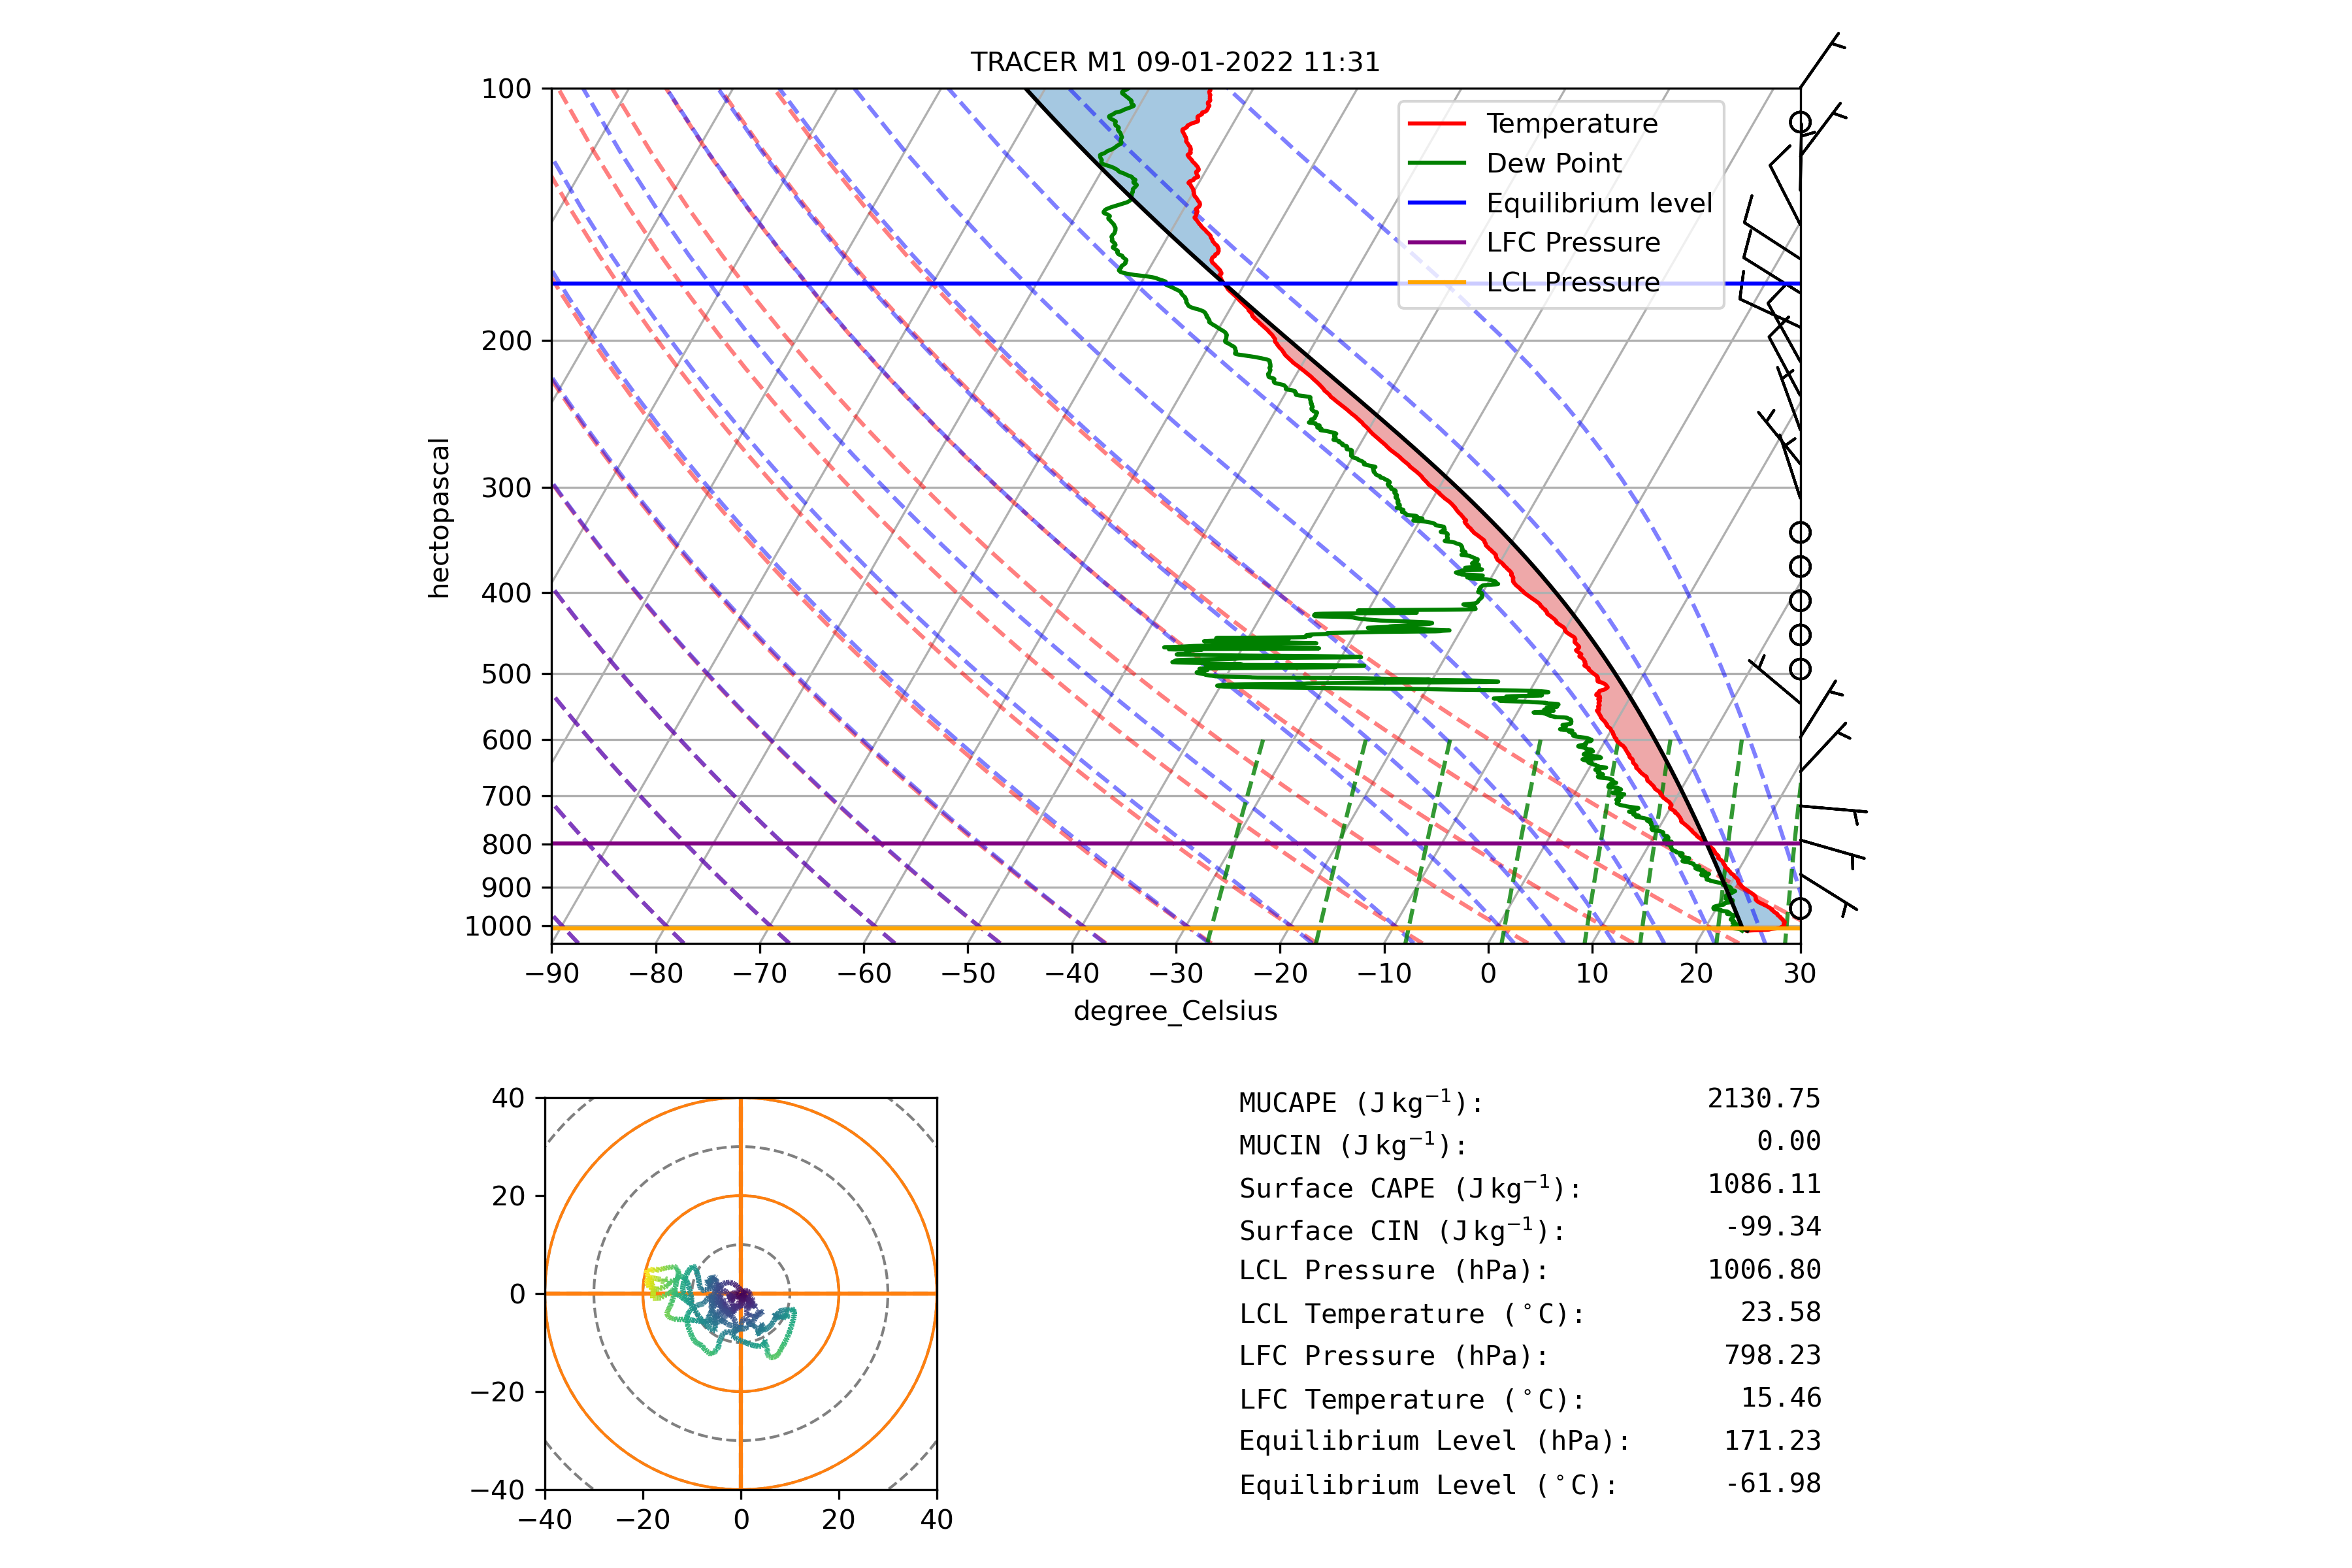 TRACER M1 09-01-2022 11:31
100
200
300
400
500
600
700
800
900
1000
hectopascal
Temperature
Dew Point
Equilibrium level
LFC Pressure
LCL Pressure
−90 −80 −70 −60 −50 −40 −30 −20 −10 0 10 20 30
degree_Celsius
40
20
0
−20
−40
−40 −20 0 20 40
MUCAPE (J kg⁻¹): 2130.75
MUCIN (J kg⁻¹): 0.00
Surface CAPE (J kg⁻¹): 1086.11
Surface CIN (J kg⁻¹): -99.34
LCL Pressure (hPa): 1006.80
LCL Temperature (°C): 23.58
LFC Pressure (hPa): 798.23
LFC Temperature (°C): 15.46
Equilibrium Level (hPa): 171.23
Equilibrium Level (°C): -61.98